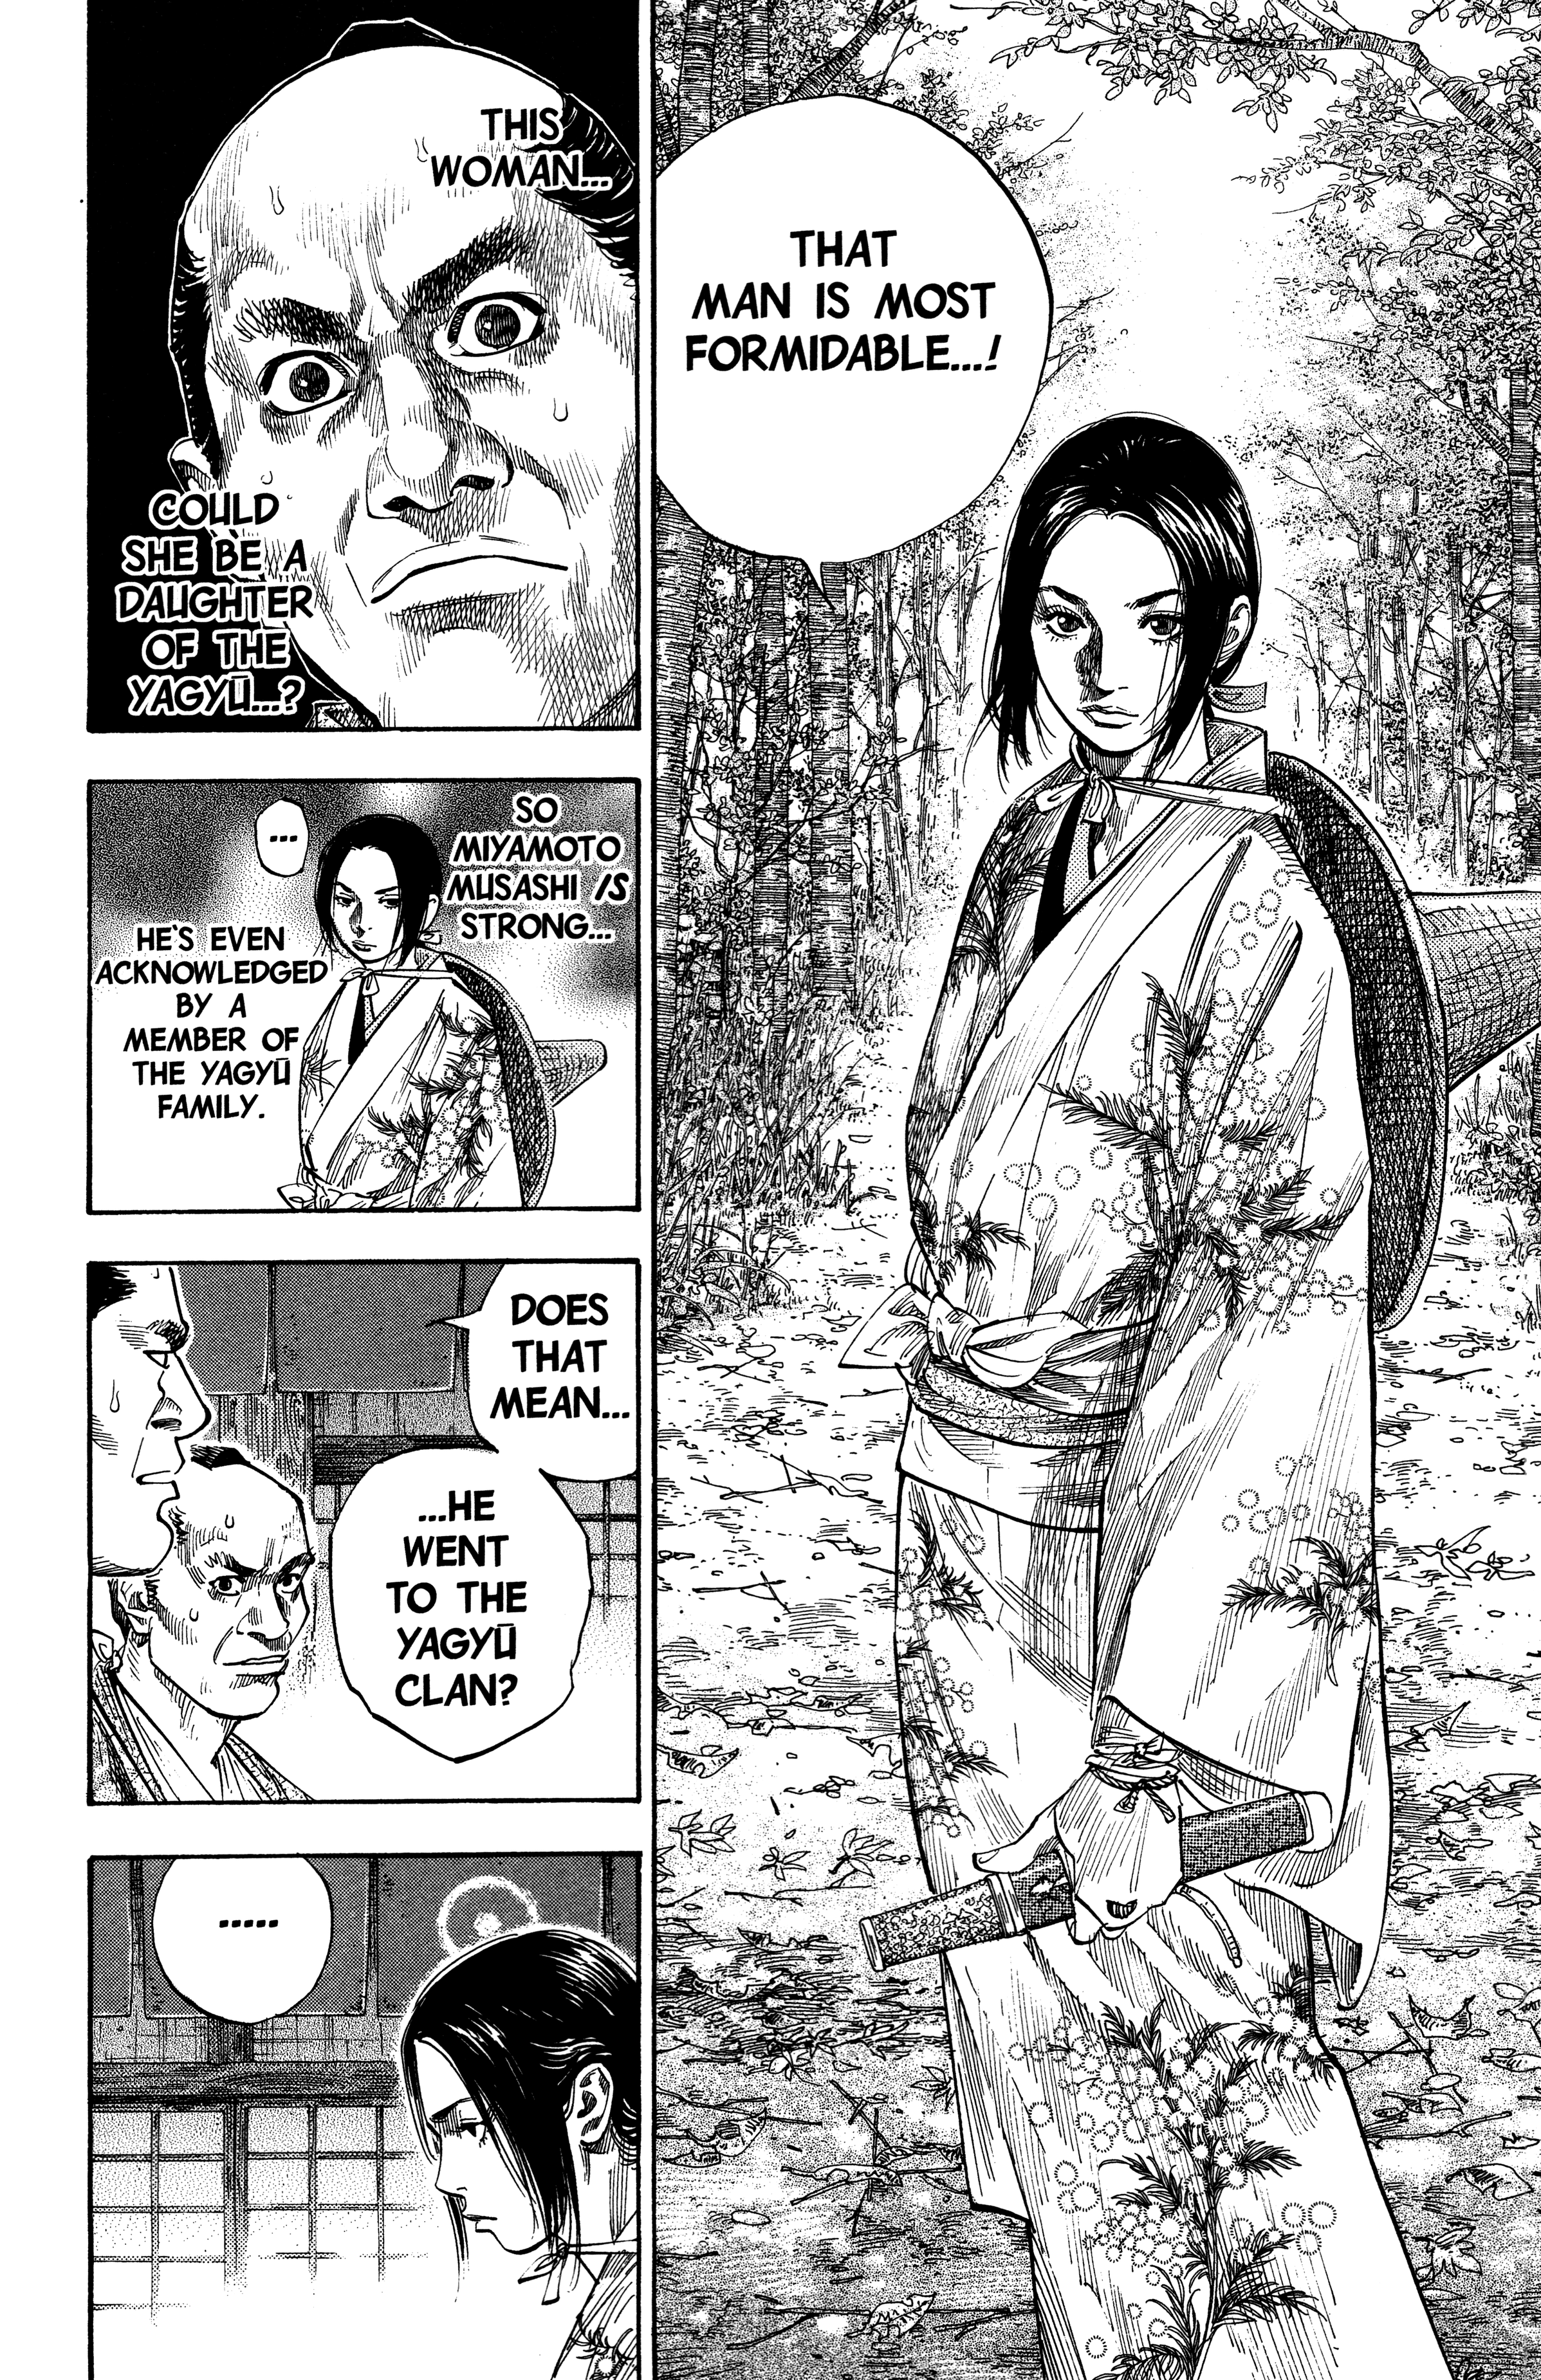 THAT
MAN IS MOST
FORMIDABLE...!
THIS
WOMAN...
COULD
SHE BE A
DAUGHTER
OF THE
YAGYŪ...?
SO
MIYAMOTO
MUSASHI IS
STRONG...
...
HE'S EVEN
ACKNOWLEDGED
BY A
MEMBER OF
THE YAGYŪ
FAMILY.
DOES
THAT
MEAN...
...HE
WENT
TO THE
YAGYŪ
CLAN?
.....